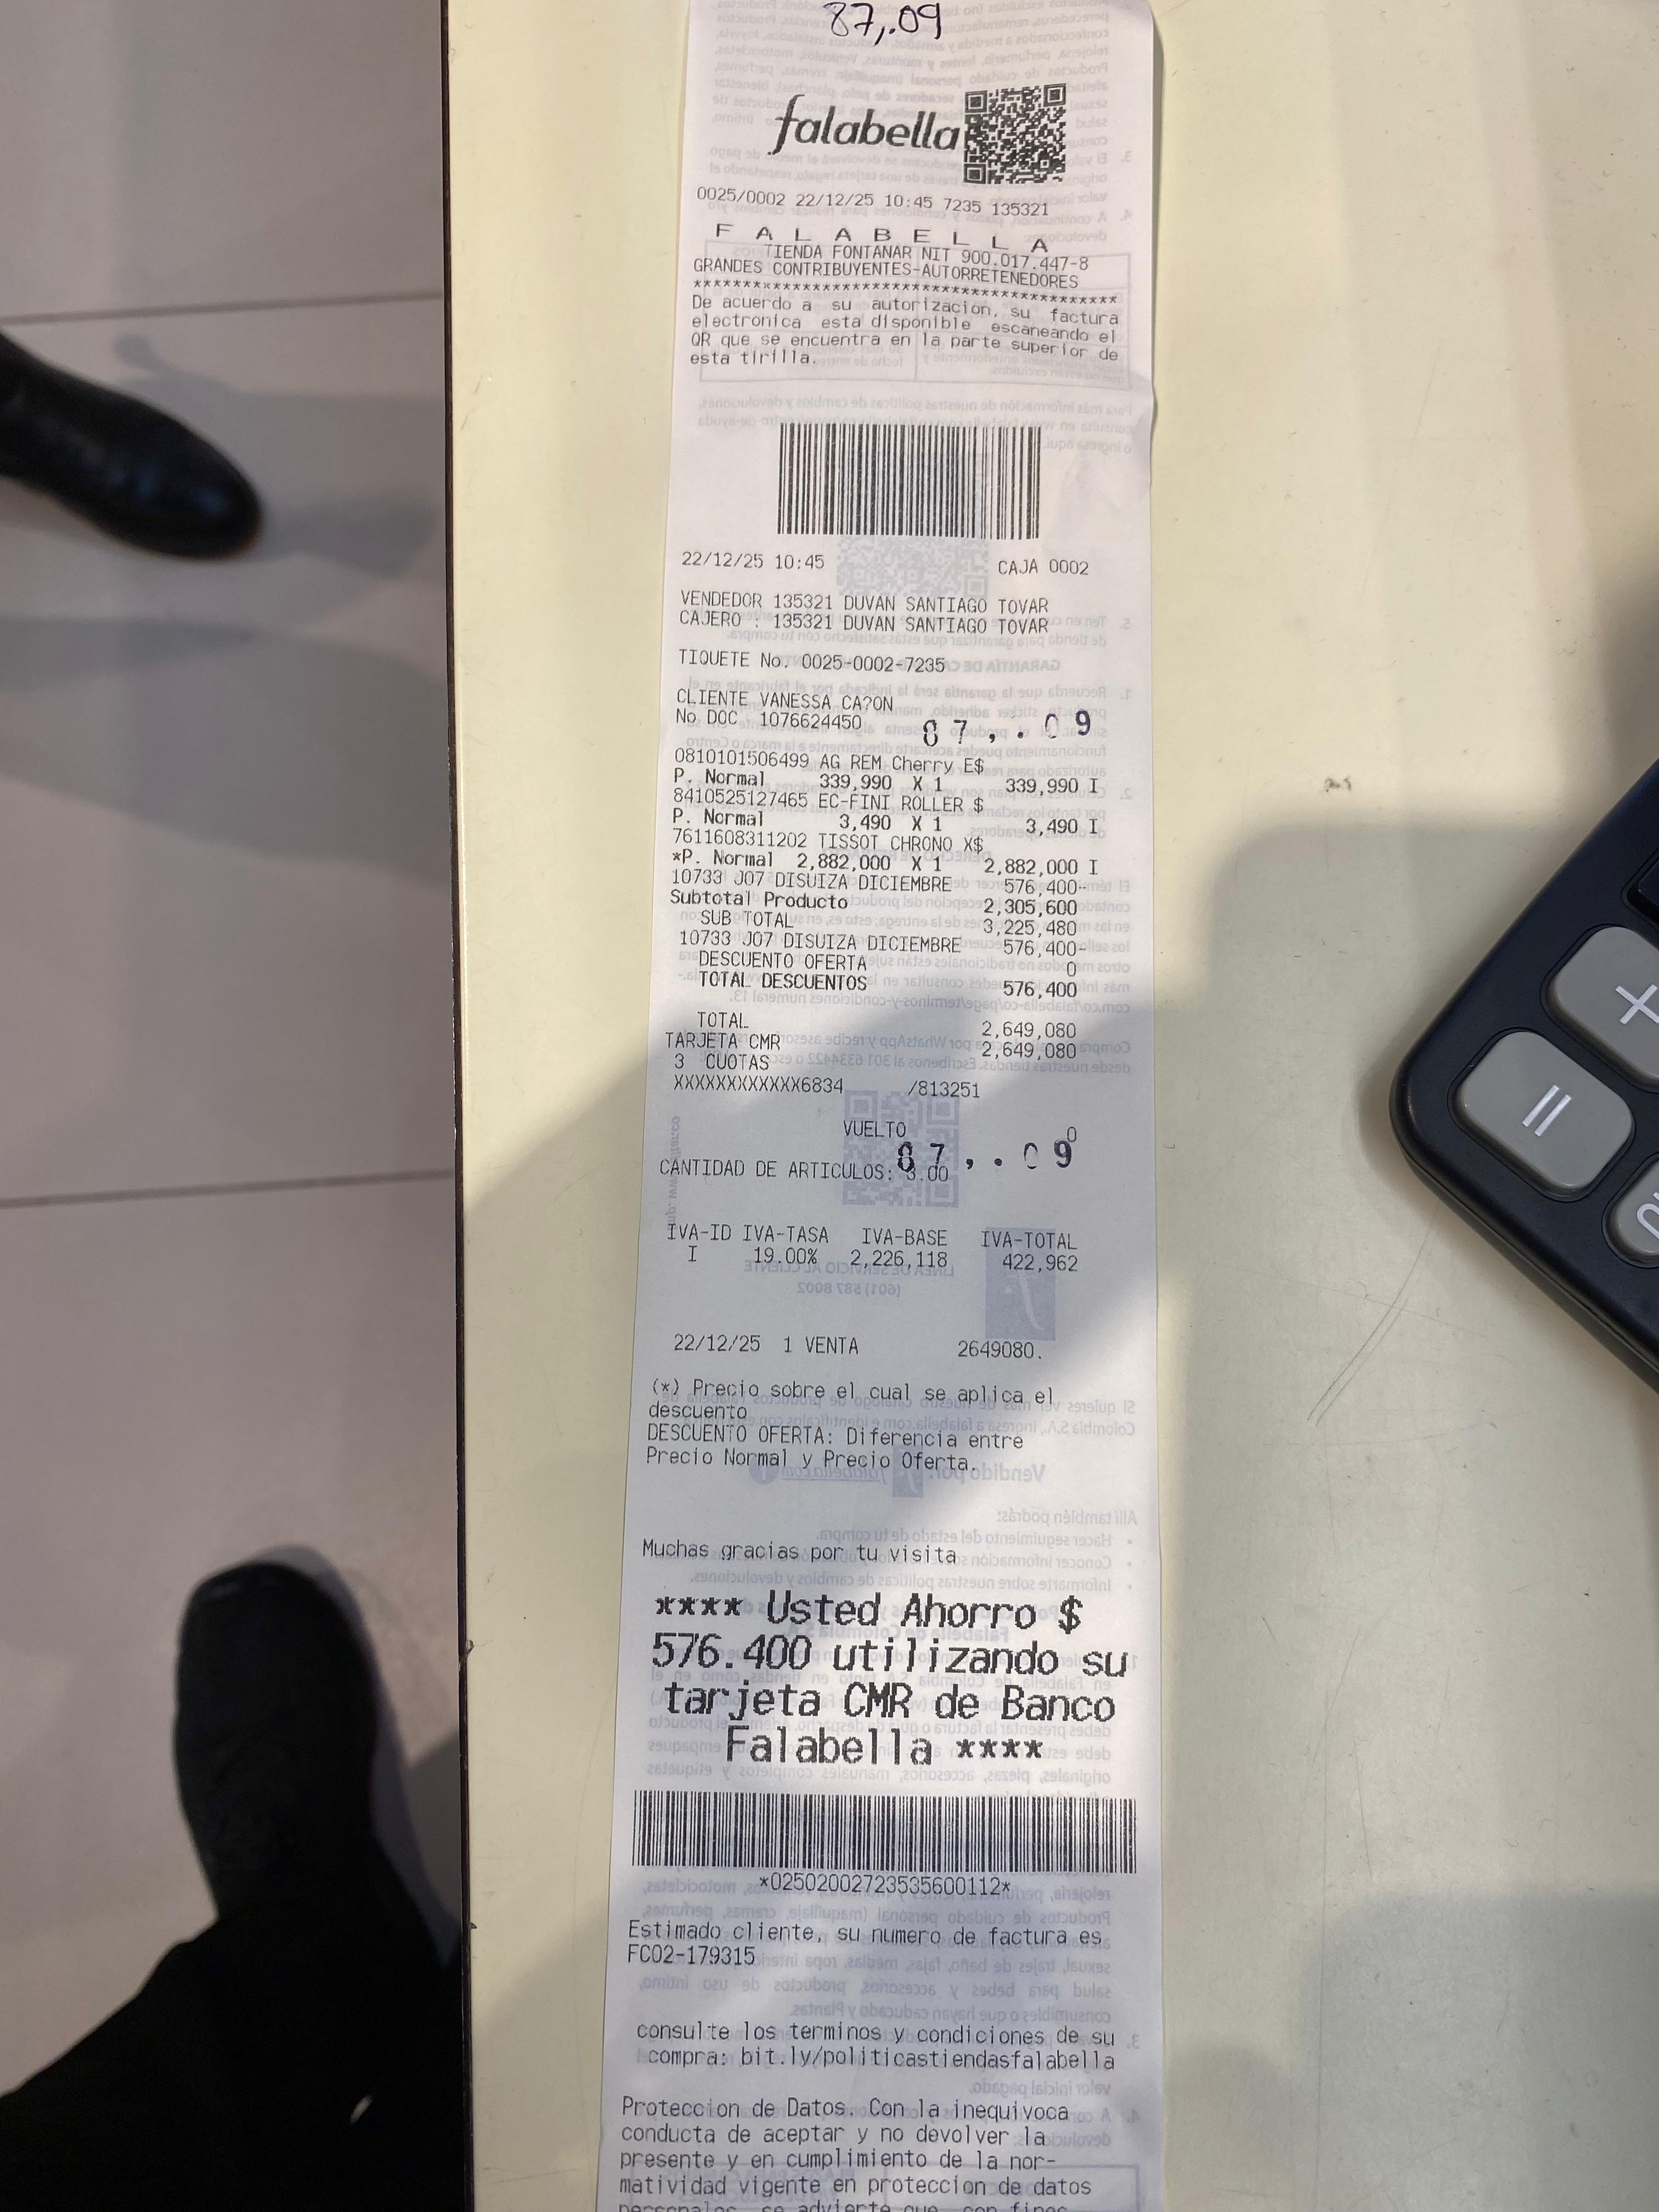 87,.09
falabella
0025/0002 22/12/25 10:45 7235 135321
F A L A B E L L A
TIENDA FONTANAR NIT 900.017.447-8
GRANDES CONTRIBUYENTES-AUTORRETENEDORES
******************************************
De acuerdo a su autorizacion, su factura
electronica esta disponible escaneando el
QR que se encuentra en la parte superior de
esta tirilla.
22/12/25 10:45 CAJA 0002
VENDEDOR 135321 DUVAN SANTIAGO TOVAR
CAJERO : 135321 DUVAN SANTIAGO TOVAR
TIQUETE No. 0025-0002-7235
CLIENTE VANESSA CA?ON
No DOC 1076624450
87,.09
0810101506499 AG REM Cherry E$
P. Normal 339,990 X 1 339,990 I
8410525127465 EC-FINI ROLLER $
P. Normal 3,490 X 1 3,490 I
7611608311202 TISSOT CHRONO X$
*P. Normal 2,882,000 X 1 2,882,000 I
10733 J07 DISUIZA DICIEMBRE 576,400-
Subtotal Producto 2,305,600
SUB TOTAL 3,225,480
10733 J07 DISUIZA DICIEMBRE 576,400-
DESCUENTO OFERTA 0
TOTAL DESCUENTOS 576,400
TOTAL 2,649,080
TARJETA CMR 2,649,080
3 CUOTAS
XXXXXXXXXXXX6834 /813251
VUELTO 0
87,.09
CANTIDAD DE ARTICULOS: 3.00
IVA-ID IVA-TASA IVA-BASE IVA-TOTAL
I 19.00% 2,226,118 422,962
22/12/25 1 VENTA 2649080.
(*) Precio sobre el cual se aplica el
descuento
DESCUENTO OFERTA: Diferencia entre
Precio Normal y Precio Oferta.
Muchas gracias por tu visita
**** Usted Ahorro $
576.400 utilizando su
tarjeta CMR de Banco
Falabella ****
*02502002723535600112*
Estimado cliente, su numero de factura es
FC02-179315
consulte los terminos y condiciones de su
compra: bit.ly/politicastiendasfalabella
Proteccion de Datos. Con la inequivoca
conducta de aceptar y no devolver la
presente y en cumplimiento de la nor-
matividad vigente en proteccion de datos
personales, se advierte que, con fines
+
=